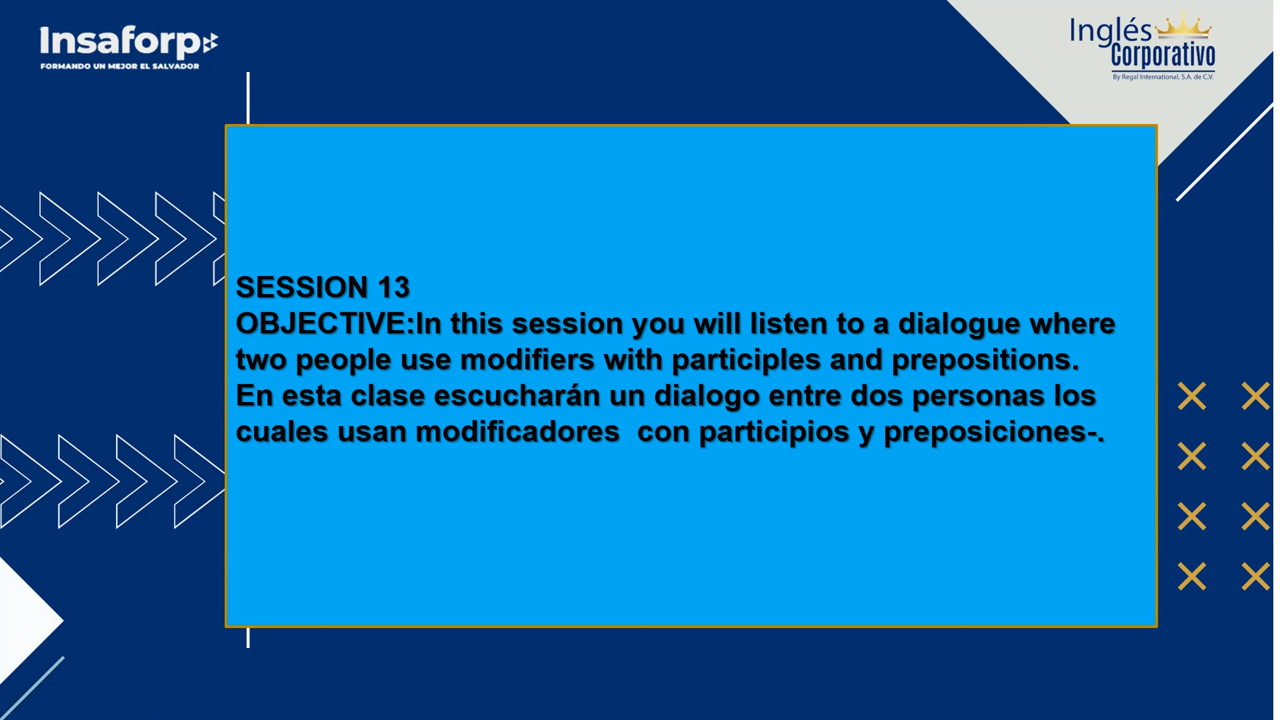 Insaforp
FORMANDO UN MEJOR EL SALVADOR
Inglés
Corporativo
By Regal International, S.A. de C.V.
SESSION 13
OBJECTIVE:In this session you will listen to a dialogue where
two people use modifiers with participles and prepositions.
En esta clase escucharán un dialogo entre dos personas los
cuales usan modificadores  con participios y preposiciones-.